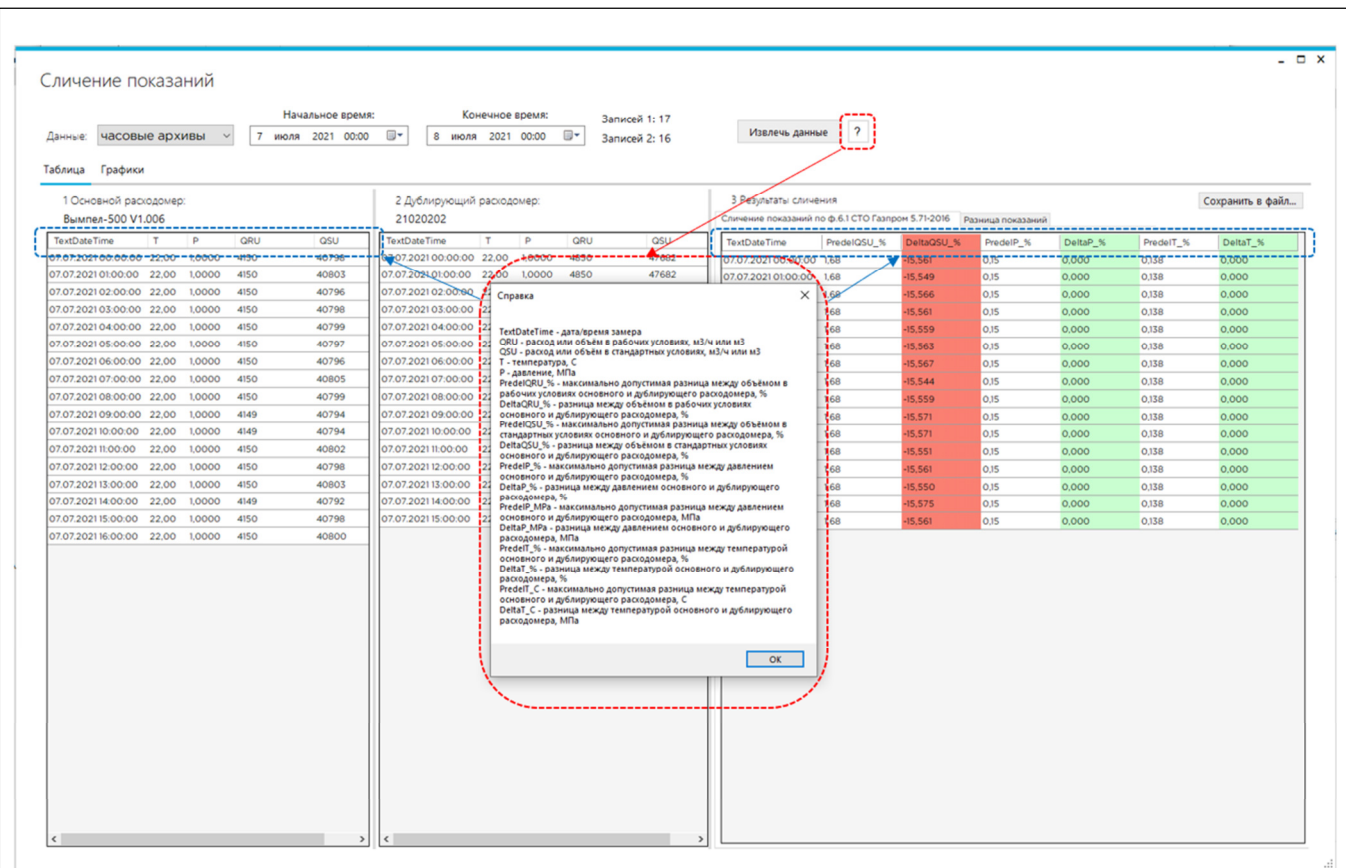 Сличение показаний
Начальное время: Конечное время: Записей 1: 17
Данные: часовые архивы 7 июля 2021 00:00 8 июля 2021 00:00 Записей 2: 16 Извлечь данные ?
Таблица Графики
1 Основной расходомер: 2 Дублирующий расходомер: 3 Результаты сличения Сохранить в файл...
Вымпел-500 V1.006 21020202 Сличение показаний по ф.6.1 СТО Газпром 5.71-2016 Разница показаний
TextDateTime T P QRU QSU TextDateTime T P QRU QSU TextDateTime PredelQSU_% DeltaQSU_% PredelP_% DeltaP_% PredelT_% DeltaT_%
07.07.2021 00:00:00 22,00 1,0000 4150 40798 07.07.2021 00:00:00 22,00 1,0000 4850 47682 07.07.2021 00:00:00 1,68 -15,561 0,15 0,000 0,138 0,000
07.07.2021 01:00:00 22,00 1,0000 4150 40803 07.07.2021 01:00:00 22,00 1,0000 4850 47682 07.07.2021 01:00:00 1,68 -15,549 0,15 0,000 0,138 0,000
07.07.2021 02:00:00 22,00 1,0000 4150 40796 07.07.2021 02:00:00 1,68 -15,566 0,15 0,000 0,138 0,000
07.07.2021 03:00:00 22,00 1,0000 4150 40798 07.07.2021 03:00:00 1,68 -15,561 0,15 0,000 0,138 0,000
07.07.2021 04:00:00 22,00 1,0000 4150 40799 07.07.2021 04:00:00 1,68 -15,559 0,15 0,000 0,138 0,000
07.07.2021 05:00:00 22,00 1,0000 4150 40797 07.07.2021 05:00:00 1,68 -15,563 0,15 0,000 0,138 0,000
07.07.2021 06:00:00 22,00 1,0000 4150 40796 07.07.2021 06:00:00 1,68 -15,567 0,15 0,000 0,138 0,000
07.07.2021 07:00:00 22,00 1,0000 4150 40805 07.07.2021 07:00:00 1,68 -15,544 0,15 0,000 0,138 0,000
07.07.2021 08:00:00 22,00 1,0000 4150 40799 07.07.2021 08:00:00 1,68 -15,559 0,15 0,000 0,138 0,000
07.07.2021 09:00:00 22,00 1,0000 4149 40794 07.07.2021 09:00:00 1,68 -15,571 0,15 0,000 0,138 0,000
07.07.2021 10:00:00 22,00 1,0000 4149 40794 07.07.2021 10:00:00 1,68 -15,571 0,15 0,000 0,138 0,000
07.07.2021 11:00:00 22,00 1,0000 4150 40802 07.07.2021 11:00:00 1,68 -15,551 0,15 0,000 0,138 0,000
07.07.2021 12:00:00 22,00 1,0000 4150 40798 07.07.2021 12:00:00 1,68 -15,561 0,15 0,000 0,138 0,000
07.07.2021 13:00:00 22,00 1,0000 4150 40803 07.07.2021 13:00:00 1,68 -15,550 0,15 0,000 0,138 0,000
07.07.2021 14:00:00 22,00 1,0000 4149 40792 07.07.2021 14:00:00 1,68 -15,575 0,15 0,000 0,138 0,000
07.07.2021 15:00:00 22,00 1,0000 4150 40798 07.07.2021 15:00:00 1,68 -15,561 0,15 0,000 0,138 0,000
07.07.2021 16:00:00 22,00 1,0000 4150 40800
Справка
TextDateTime - дата/время замера
QRU - расход или объём в рабочих условиях, м3/ч или м3
QSU - расход или объём в стандартных условиях, м3/ч или м3
T - температура, С
P - давление, МПа
PredelQRU_% - максимально допустимая разница между объёмом в
рабочих условиях основного и дублирующего расходомера, %
DeltaQRU_% - разница между объёмом в рабочих условиях
основного и дублирующего расходомера, %
PredelQSU_% - максимально допустимая разница между объёмом в
стандартных условиях основного и дублирующего расходомера, %
DeltaQSU_% - разница между объёмом в стандартных условиях
основного и дублирующего расходомера, %
PredelP_% - максимально допустимая разница между давлением
основного и дублирующего расходомера, %
DeltaP_% - разница между давлением основного и дублирующего
расходомера, %
PredelP_MPa - максимально допустимая разница между давлением
основного и дублирующего расходомера, МПа
DeltaP_MPa - разница между давлением основного и дублирующего
расходомера, МПа
PredelT_% - максимально допустимая разница между температурой
основного и дублирующего расходомера, %
DeltaT_% - разница между температурой основного и дублирующего
расходомера, %
PredelT_C - максимально допустимая разница между температурой
основного и дублирующего расходомера, С
DeltaT_C - разница между температурой основного и дублирующего
расходомера, МПа
OK